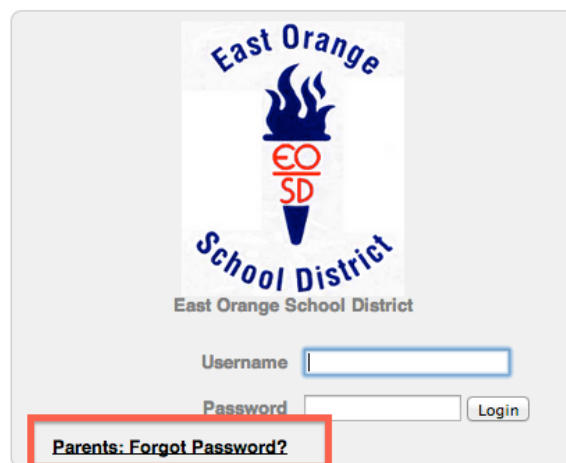 East Orange
EO
SD
School District
East Orange School District
Username
Password Login
Parents: Forgot Password?